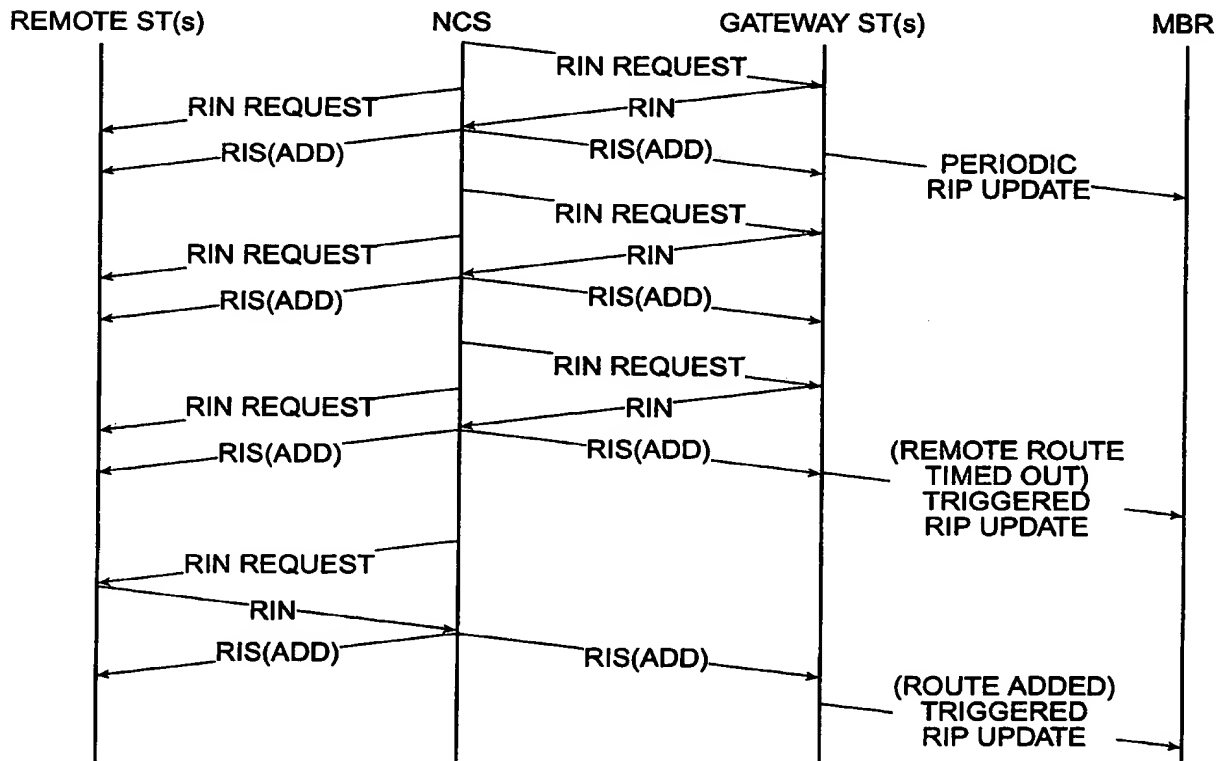 REMOTE ST(s) NCS GATEWAY ST(s) MBR
RIN REQUEST
RIN REQUEST RIN
RIS(ADD) RIS(ADD)
PERIODIC
RIP UPDATE
RIN REQUEST
RIN REQUEST RIN
RIS(ADD) RIS(ADD)
RIN REQUEST
RIN REQUEST RIN
RIS(ADD) RIS(ADD)
(REMOTE ROUTE
TIMED OUT)
TRIGGERED
RIP UPDATE
RIN REQUEST
RIN
RIS(ADD) RIS(ADD)
(ROUTE ADDED)
TRIGGERED
RIP UPDATE